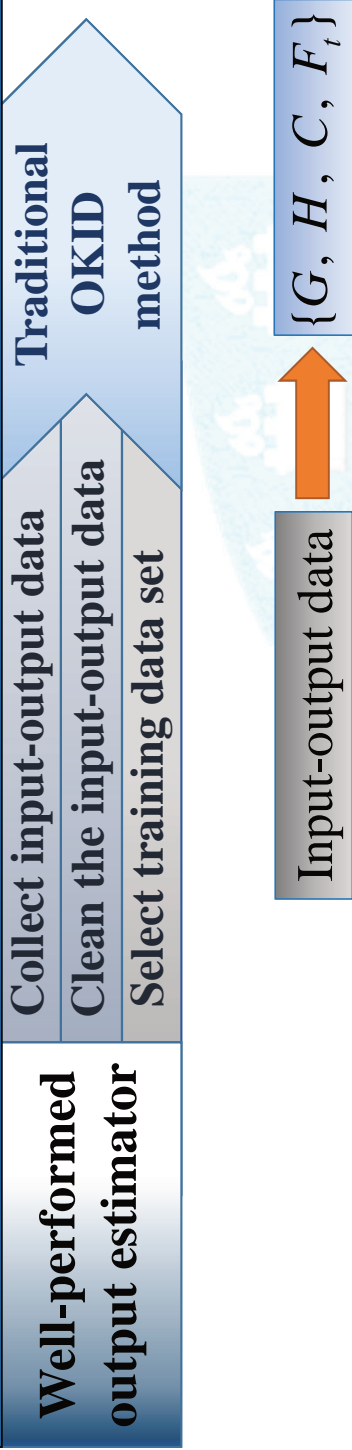 Well-performed
output estimator
Collect input-output data
Clean the input-output data
Select training data set
Traditional
OKID
method
Input-output data
{G, H, C, Fₜ}